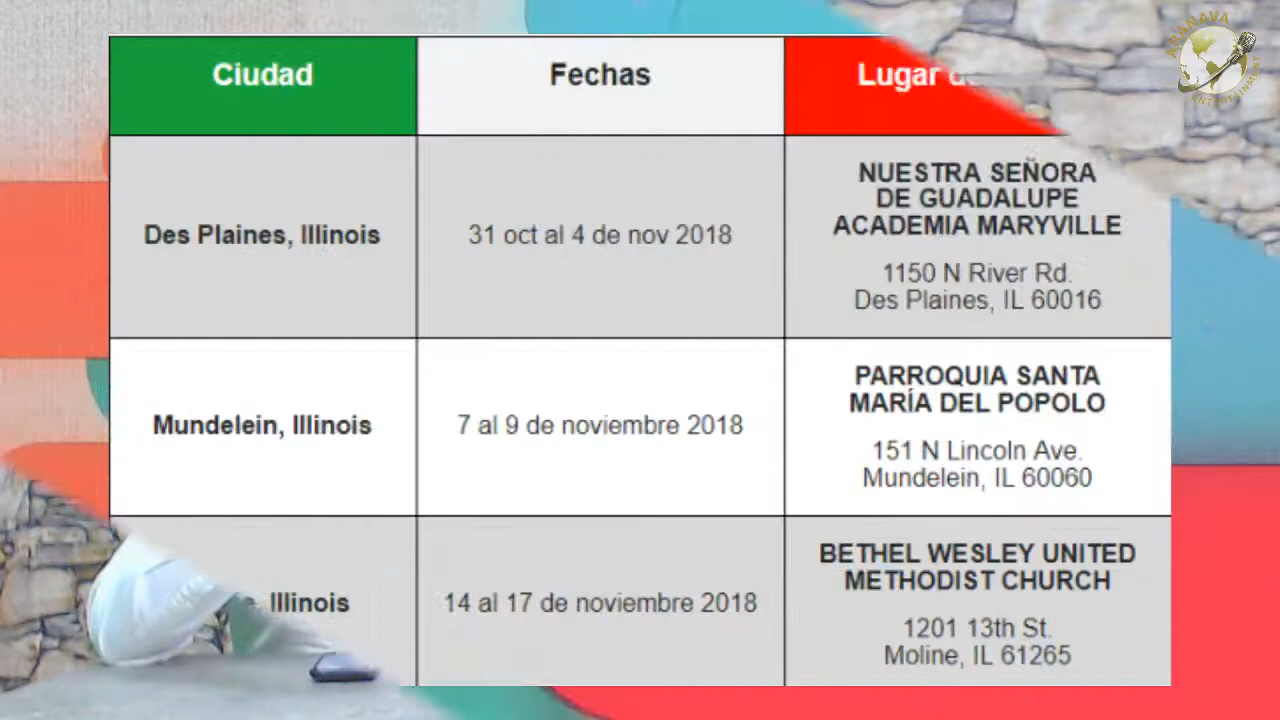 Ciudad
Fechas
Lugar
Des Plaines, Illinois
31 oct al 4 de nov 2018
NUESTRA SEÑORA
DE GUADALUPE
ACADEMIA MARYVILLE
1150 N River Rd.
Des Plaines, IL 60016
Mundelein, Illinois
7 al 9 de noviembre 2018
PARROQUIA SANTA
MARÍA DEL POPOLO
151 N Lincoln Ave.
Mundelein, IL 60060
Illinois
14 al 17 de noviembre 2018
BETHEL WESLEY UNITED
METHODIST CHURCH
1201 13th St.
Moline, IL 61265
ENTERTAINMENT